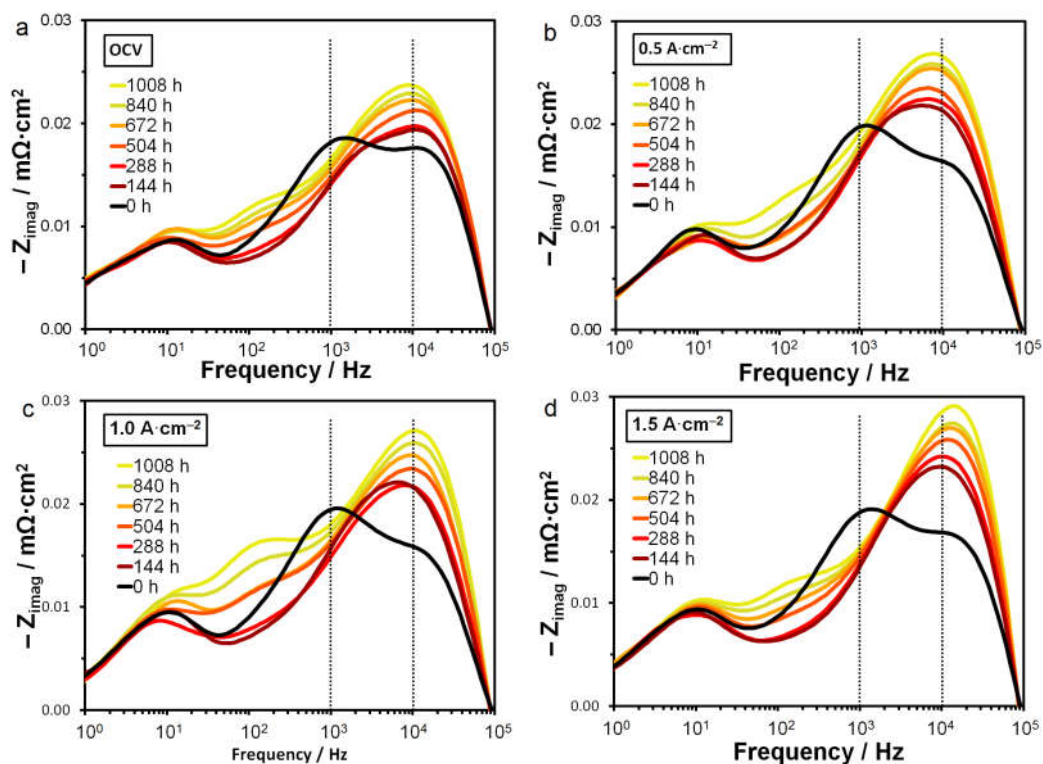 a
OCV
1008 h
840 h
672 h
504 h
288 h
144 h
0 h
− Zimag / mΩ·cm2
0.03
0.02
0.01
0.00
10⁰ 10¹ 10² 10³ 10⁴ 10⁵
Frequency / Hz
b
0.5 A·cm⁻²
1008 h
840 h
672 h
504 h
288 h
144 h
0 h
− Zimag / mΩ·cm2
0.03
0.02
0.01
0.00
10⁰ 10¹ 10² 10³ 10⁴ 10⁵
Frequency / Hz
c
1.0 A·cm⁻²
1008 h
840 h
672 h
504 h
288 h
144 h
0 h
− Zimag / mΩ·cm2
0.03
0.02
0.01
0.00
10⁰ 10¹ 10² 10³ 10⁴ 10⁵
Frequency / Hz
d
1.5 A·cm⁻²
1008 h
840 h
672 h
504 h
288 h
144 h
0 h
− Zimag / mΩ·cm2
0.03
0.02
0.01
0.00
10⁰ 10¹ 10² 10³ 10⁴ 10⁵
Frequency / Hz